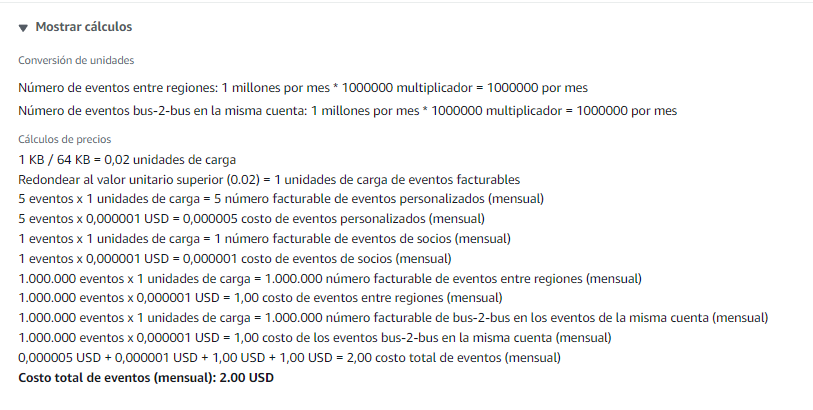 Mostrar cálculos
Conversión de unidades
Número de eventos entre regiones: 1 millones por mes * 1000000 multiplicador = 1000000 por mes
Número de eventos bus-2-bus en la misma cuenta: 1 millones por mes * 1000000 multiplicador = 1000000 por mes
Cálculos de precios
1 KB / 64 KB = 0,02 unidades de carga
Redondear al valor unitario superior (0.02) = 1 unidades de carga de eventos facturables
5 eventos x 1 unidades de carga = 5 número facturable de eventos personalizados (mensual)
5 eventos x 0,000001 USD = 0,000005 costo de eventos personalizados (mensual)
1 eventos x 1 unidades de carga = 1 número facturable de eventos de socios (mensual)
1 eventos x 0,000001 USD = 0,000001 costo de eventos de socios (mensual)
1.000.000 eventos x 1 unidades de carga = 1.000.000 número facturable de eventos entre regiones (mensual)
1.000.000 eventos x 0,000001 USD = 1,00 costo de eventos entre regiones (mensual)
1.000.000 eventos x 1 unidades de carga = 1.000.000 número facturable de bus-2-bus en los eventos de la misma cuenta (mensual)
1.000.000 eventos x 0,000001 USD = 1,00 costo de los eventos bus-2-bus en la misma cuenta (mensual)
0,000005 USD + 0,000001 USD + 1,00 USD + 1,00 USD = 2,00 costo total de eventos (mensual)
Costo total de eventos (mensual): 2.00 USD